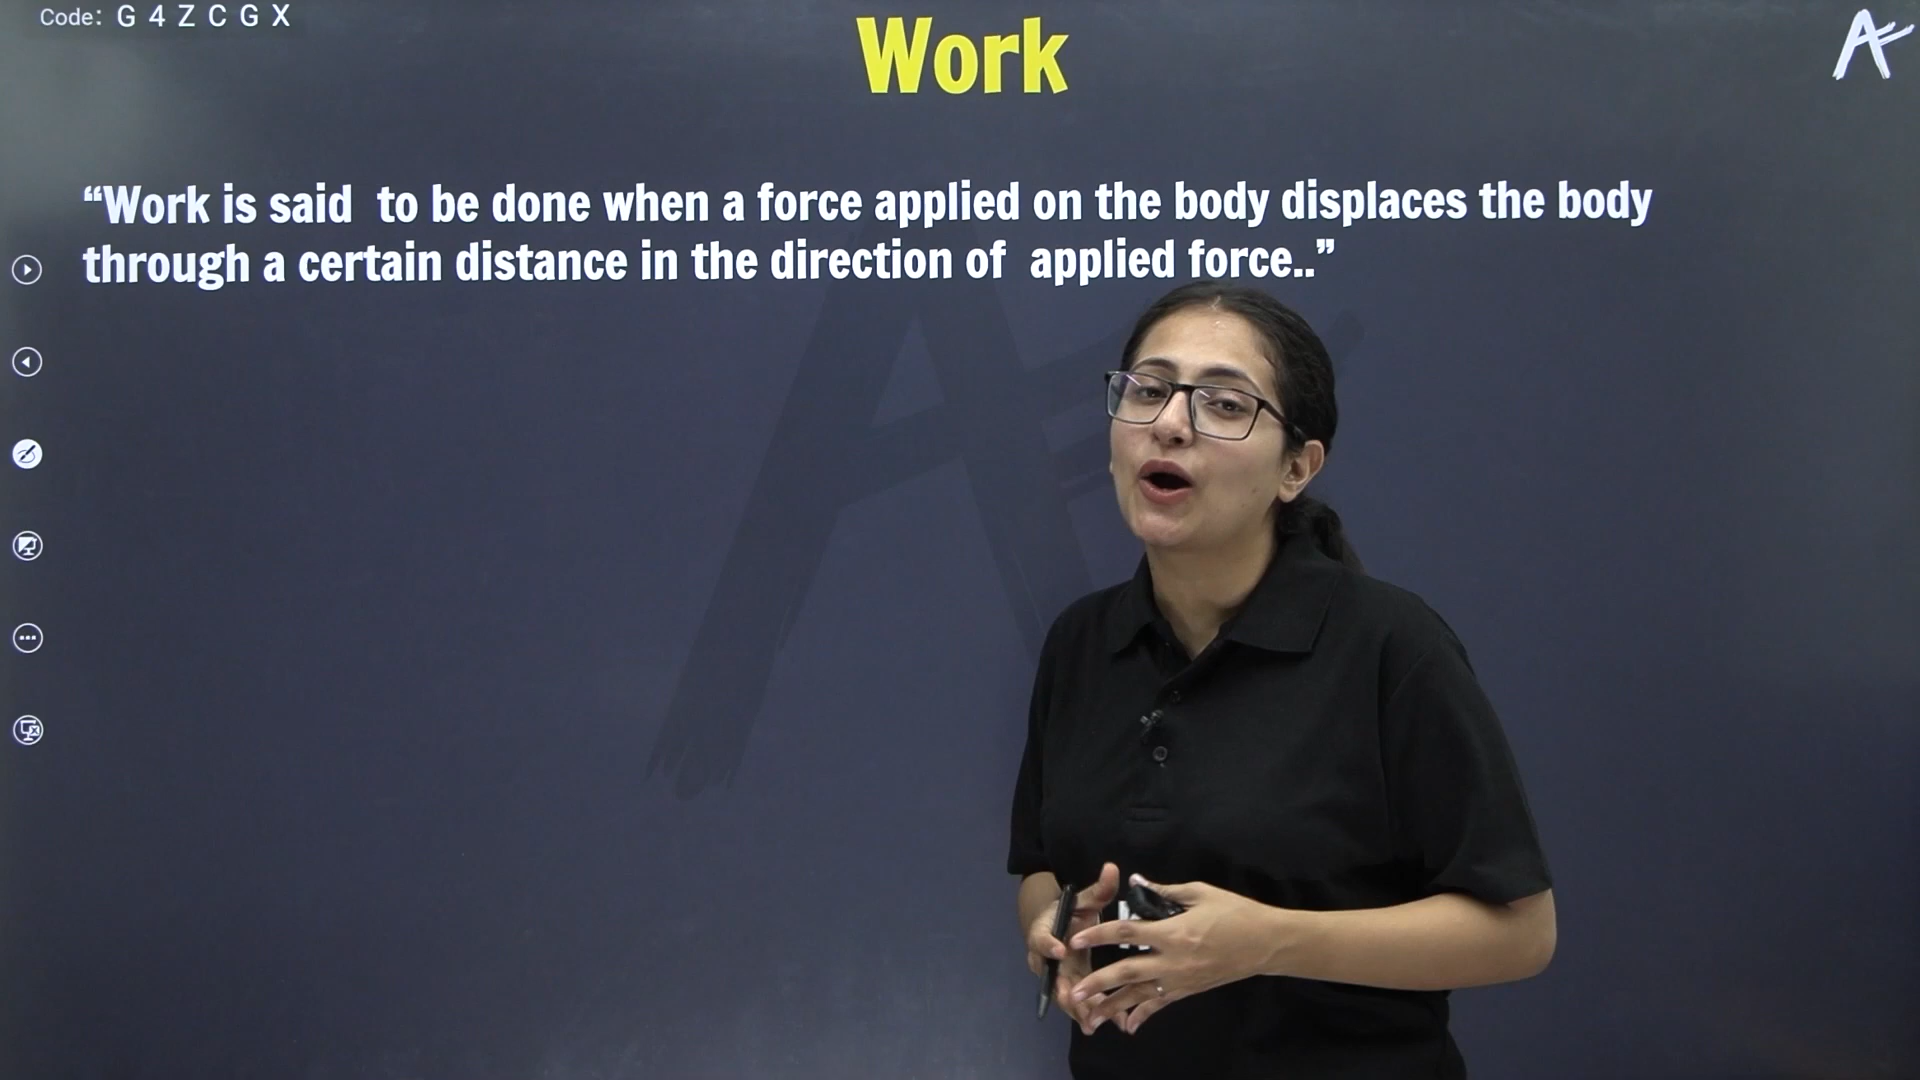 Code: G 4 Z C G X
Work
“Work is said  to be done when a force applied on the body displaces the body
through a certain distance in the direction of  applied force..”